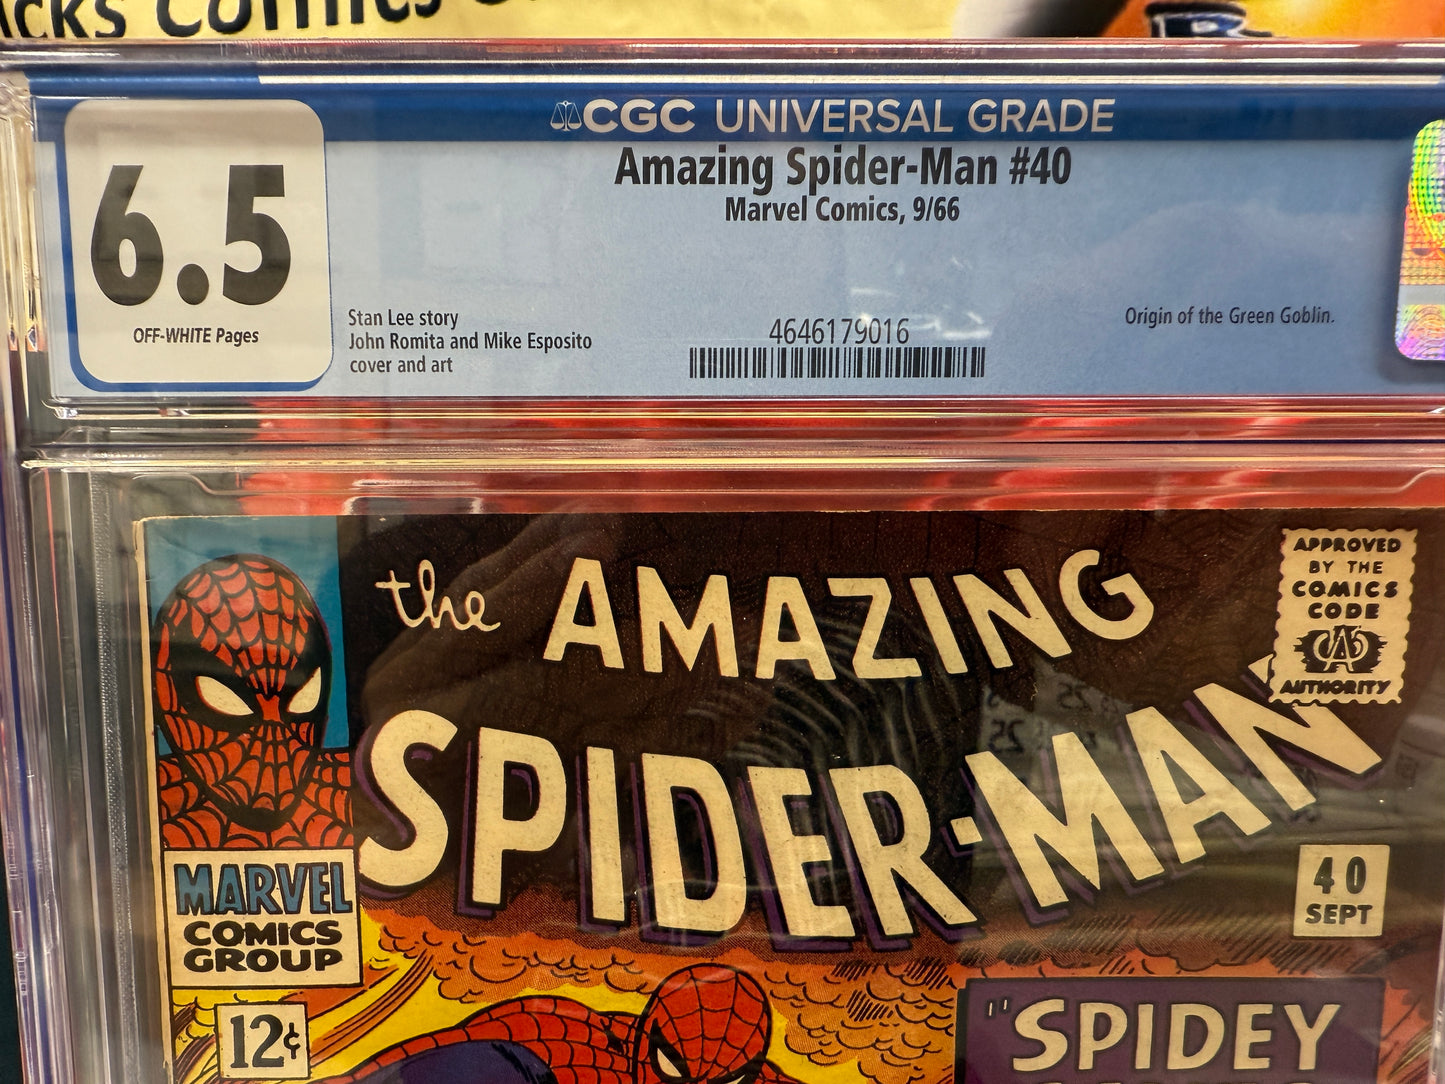 CGC UNIVERSAL GRADE
6.5
OFF-WHITE Pages
Amazing Spider-Man #40
Marvel Comics, 9/66
Stan Lee story
John Romita and Mike Esposito
cover and art
4646179016
Origin of the Green Goblin.
the AMAZING
SPIDER-MAN
APPROVED
BY THE
COMICS
CODE
AUTHORITY
MARVEL
COMICS
GROUP
12¢
40
SEPT
"SPIDEY